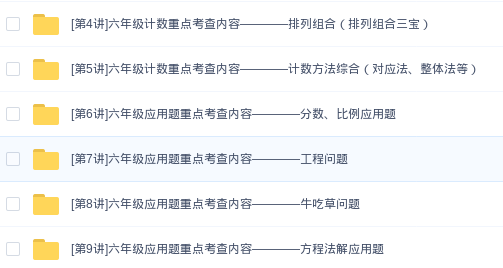 [第4讲]六年级计数重点考查内容————排列组合（排列组合三宝）
[第5讲]六年级计数重点考查内容————计数方法综合（对应法、整体法等）
[第6讲]六年级应用题重点考查内容————分数、比例应用题
[第7讲]六年级应用题重点考查内容————工程问题
[第8讲]六年级应用题重点考查内容————牛吃草问题
[第9讲]六年级应用题重点考查内容————方程法解应用题